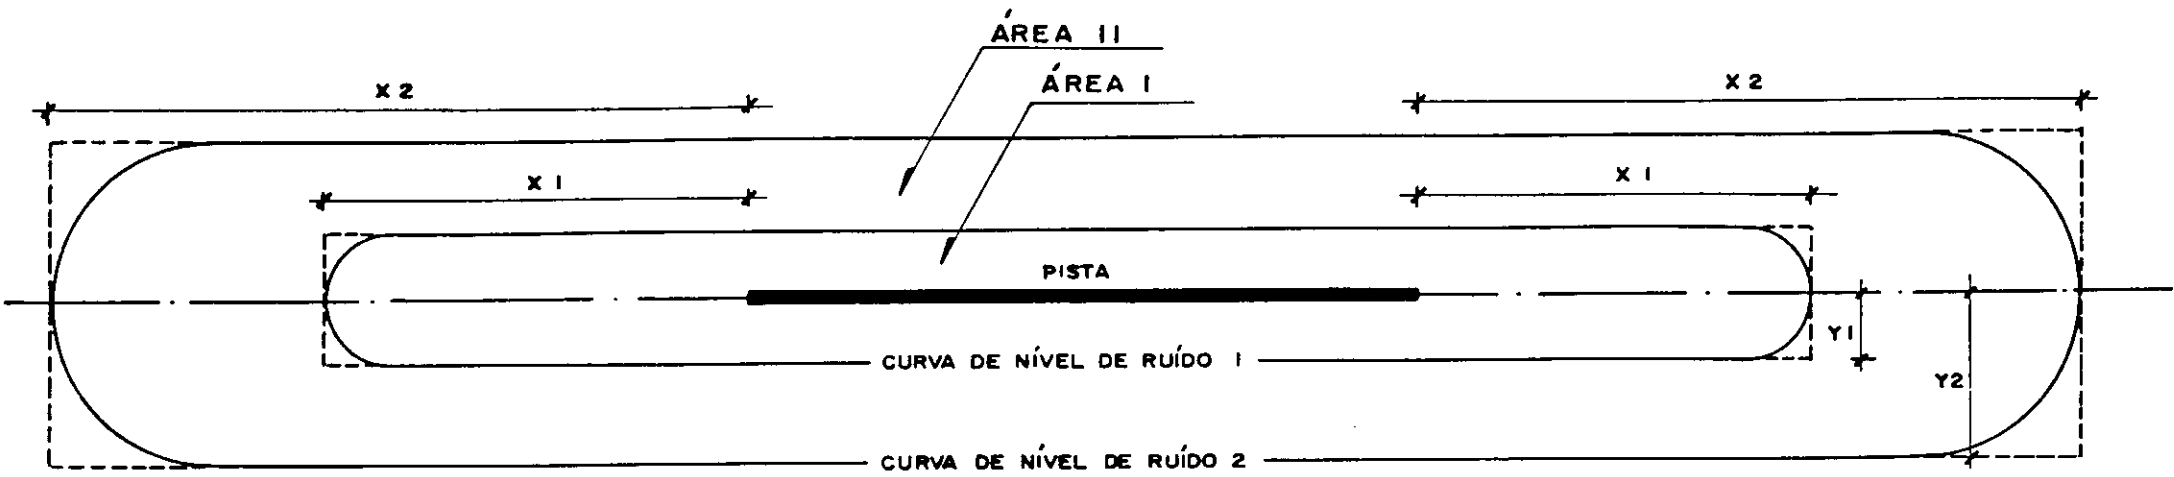 ÁREA II
ÁREA I
X 2
X 2
X 1
X 1
PISTA
Y1
CURVA DE NÍVEL DE RUÍDO 1
Y2
CURVA DE NÍVEL DE RUÍDO 2